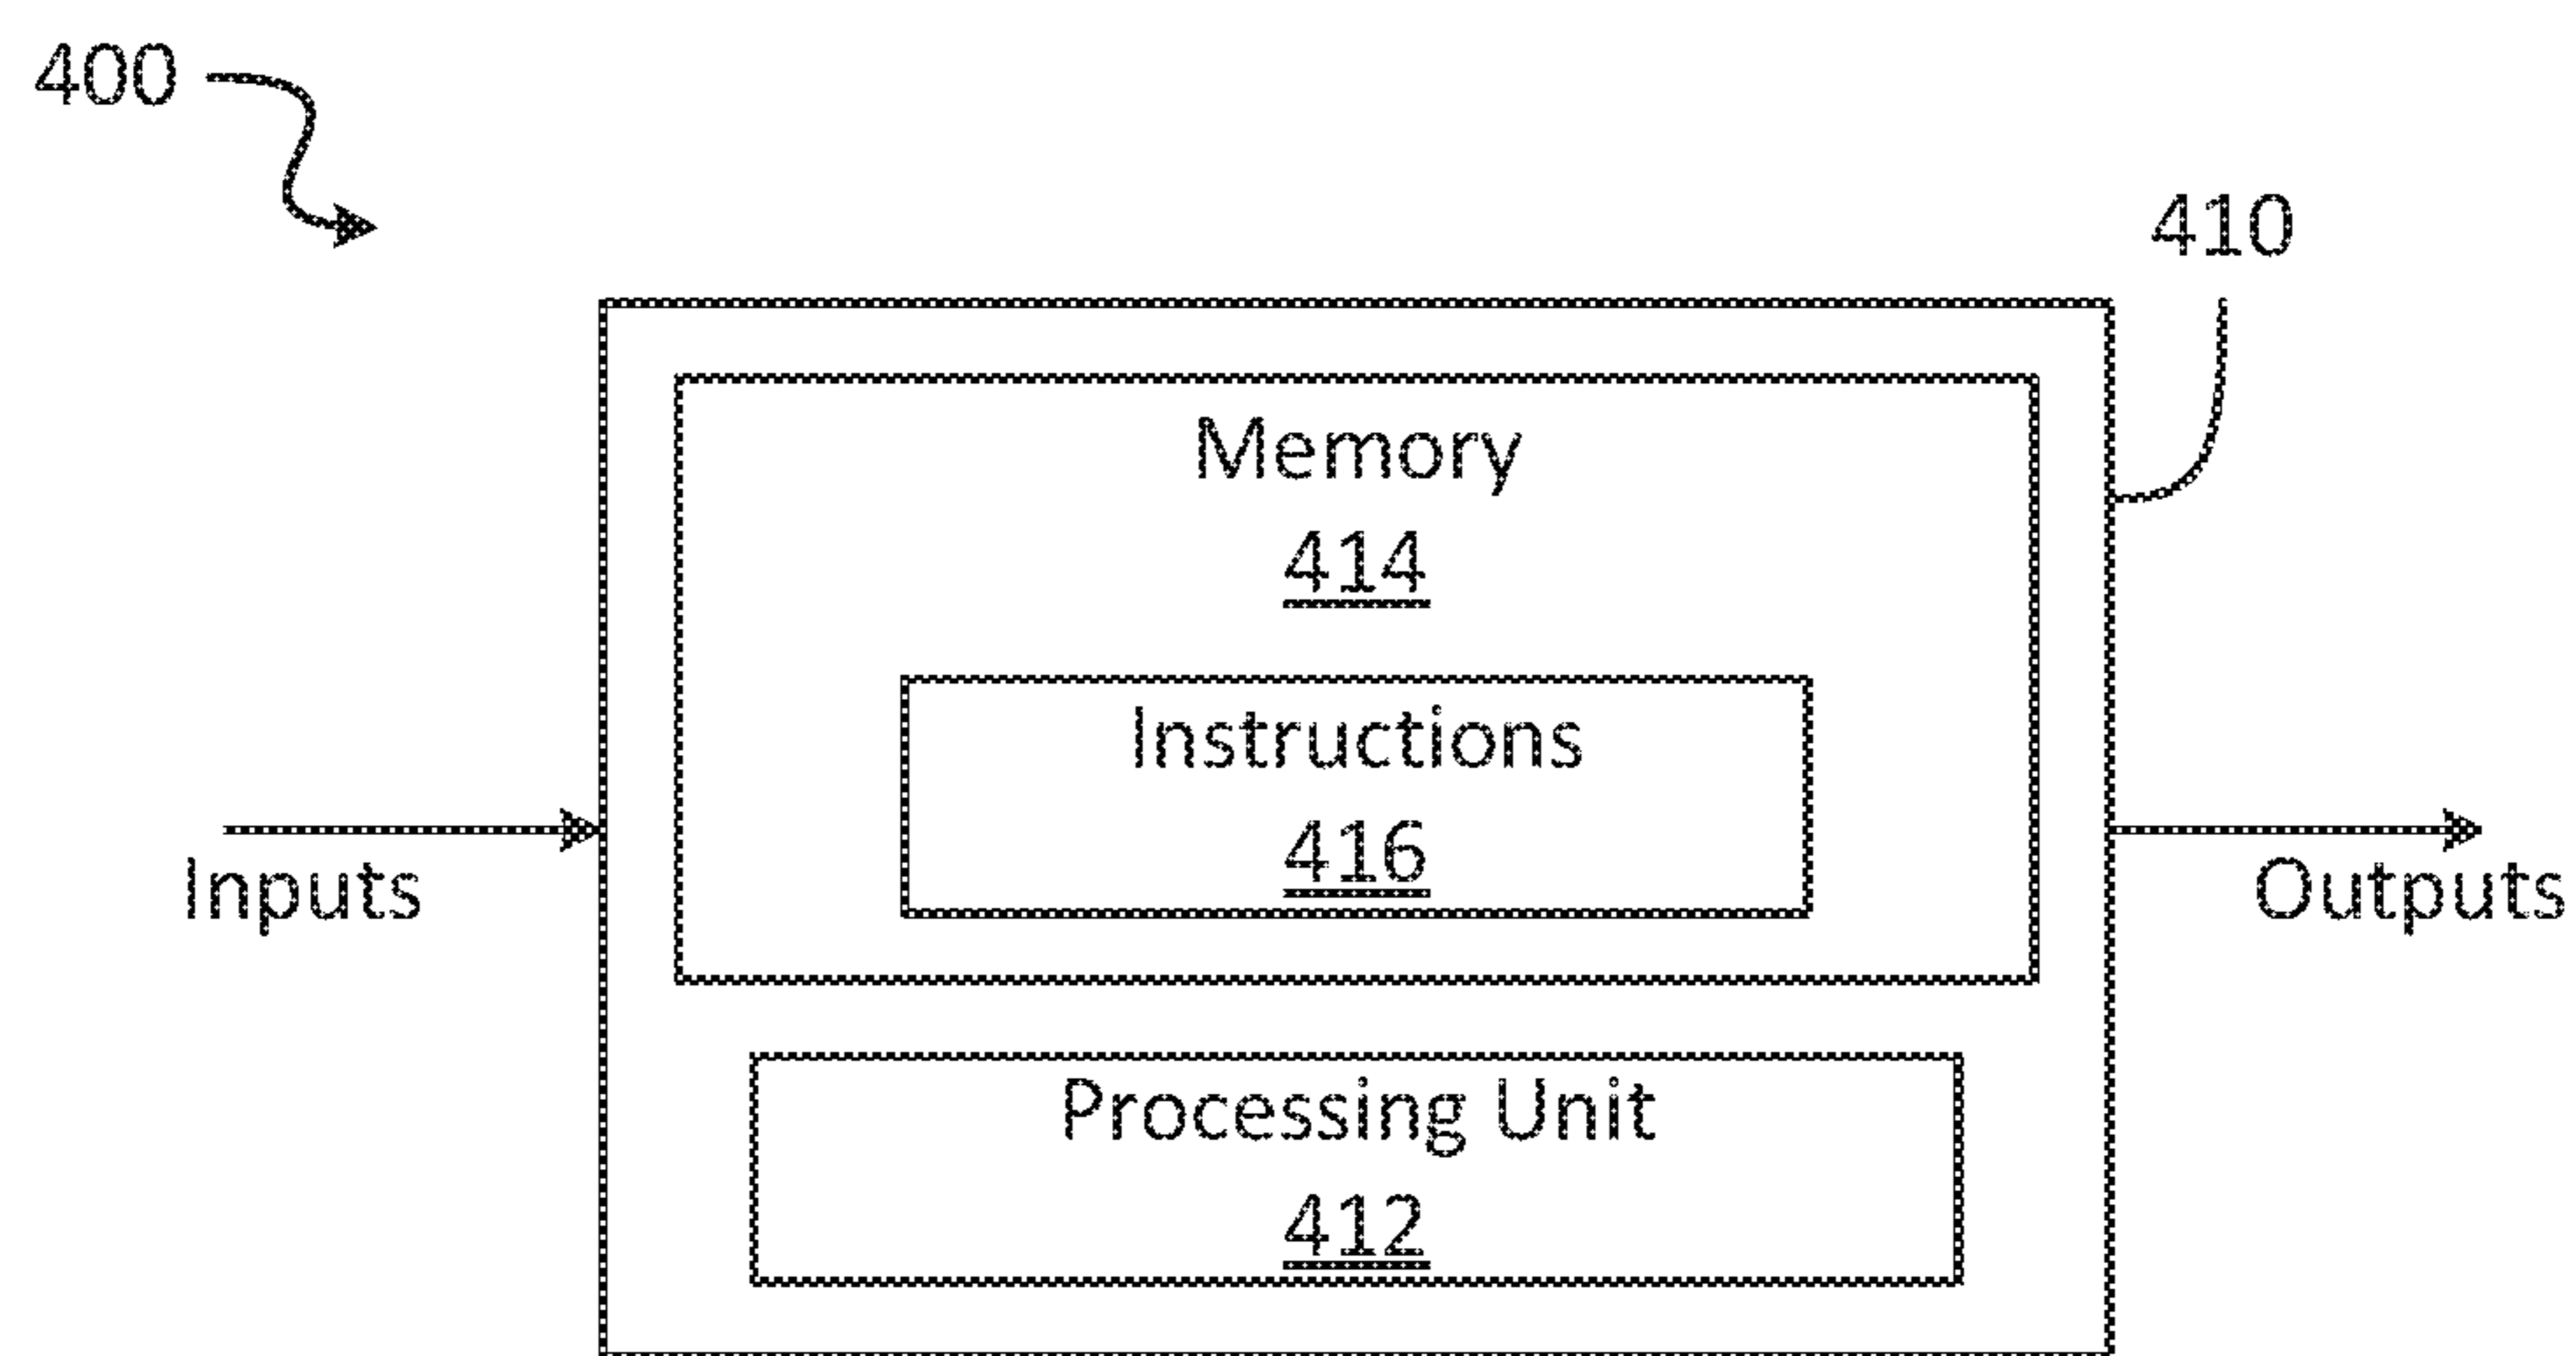 400
410
Memory
414
Instructions
416
Inputs
Outputs
Processing Unit
412